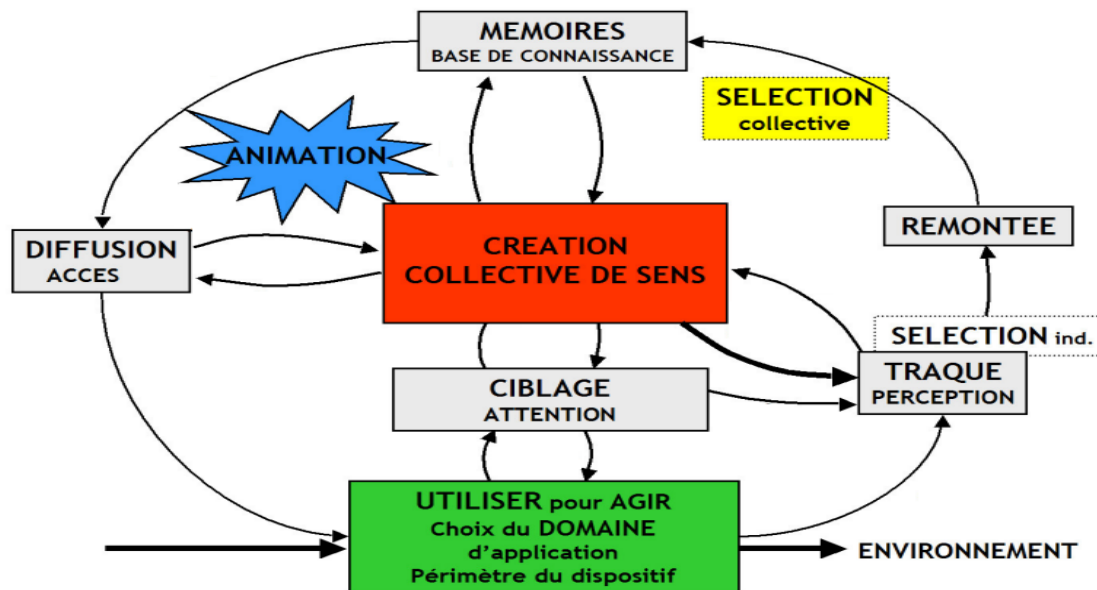 MEMOIRES
BASE DE CONNAISSANCE
SELECTION
collective
ANIMATION
REMONTEE
DIFFUSION
ACCES
CREATION
COLLECTIVE DE SENS
SELECTION ind.
TRAQUE
PERCEPTION
CIBLAGE
ATTENTION
UTILISER pour AGIR
Choix du DOMAINE
d'application
Périmètre du dispositif
ENVIRONNEMENT